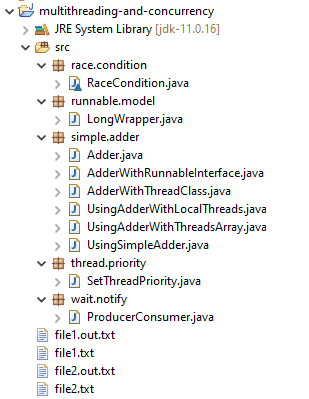 multithreading-and-concurrency
JRE System Library [jdk-11.0.16]
src
race.condition
RaceCondition.java
runnable.model
LongWrapper.java
simple.adder
Adder.java
AdderWithRunnableInterface.java
AdderWithThreadClass.java
UsingAdderWithLocalThreads.java
UsingAdderWithThreadsArray.java
UsingSimpleAdder.java
thread.priority
SetThreadPriority.java
wait.notify
ProducerConsumer.java
file1.out.txt
file1.txt
file2.out.txt
file2.txt